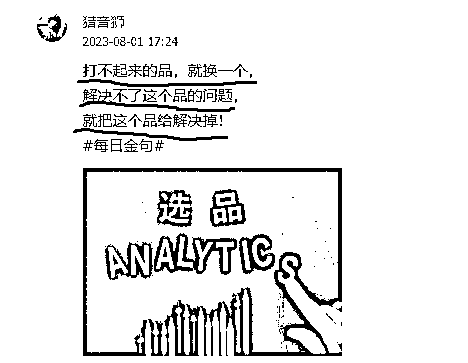 猎音狮
2023-08-01 17:24
打不起来的品，就换一个，
解决不了这个品的问题，
就把这个品给解决掉！
#每日金句#
选品
ANALYTICS